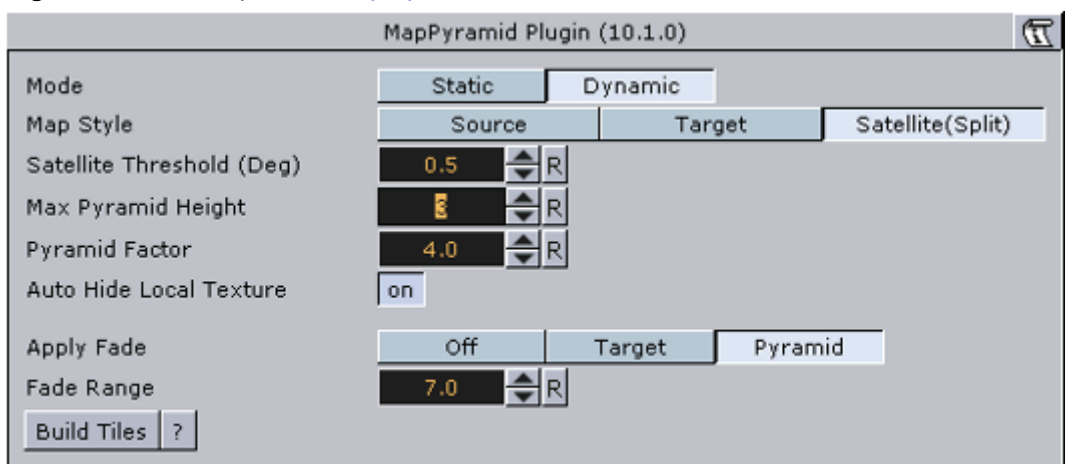 MapPyramid Plugin (10.1.0)
Mode Static Dynamic
Map Style Source Target Satellite(Split)
Satellite Threshold (Deg) 0.5 R
Max Pyramid Height 3 R
Pyramid Factor 4.0 R
Auto Hide Local Texture on
Apply Fade Off Target Pyramid
Fade Range 7.0 R
Build Tiles ?